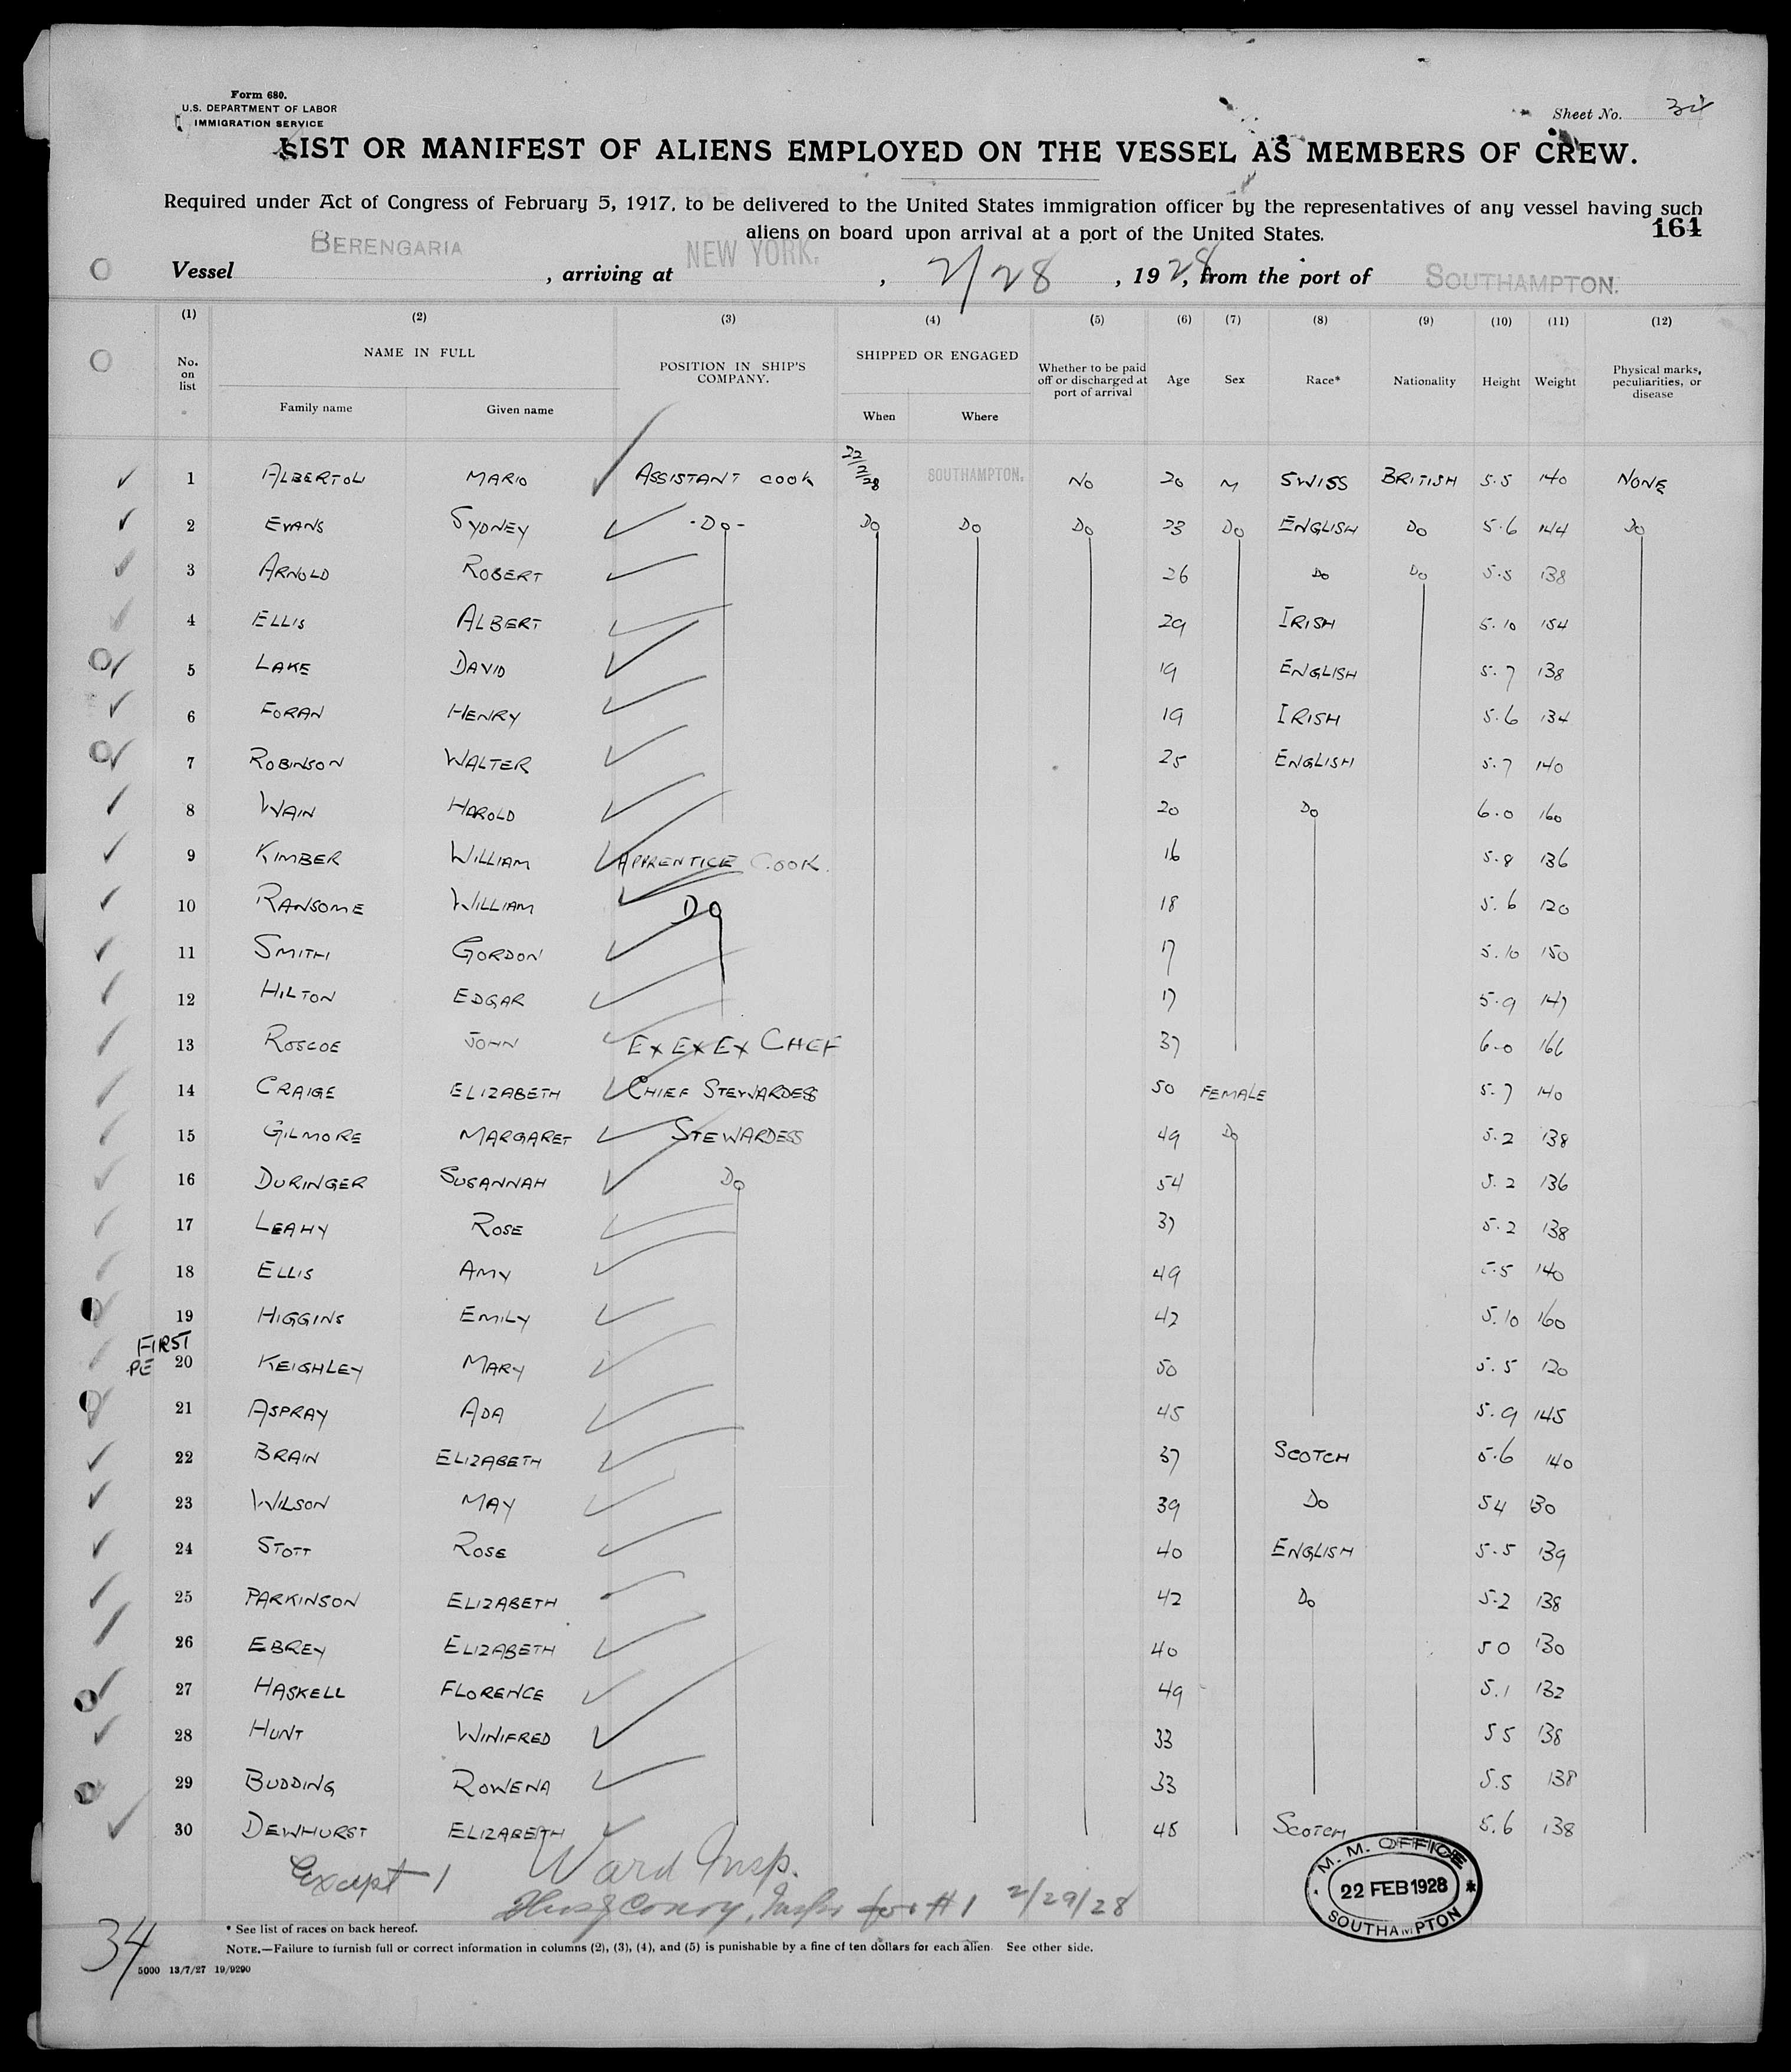 Form 680.
U.S. DEPARTMENT OF LABOR
IMMIGRATION SERVICE
Sheet No. 34
LIST OR MANIFEST OF ALIENS EMPLOYED ON THE VESSEL AS MEMBERS OF CREW.
Required under Act of Congress of February 5, 1917, to be delivered to the United States immigration officer by the representatives of any vessel having such
aliens on board upon arrival at a port of the United States.
161
Vessel BERENGARIA, arriving at NEW YORK., 2/28, 1928, from the port of SOUTHAMPTON.
(1) (2) (3) (4) (5) (6) (7) (8) (9) (10) (11) (12)
No. on list NAME IN FULL POSITION IN SHIP'S COMPANY. SHIPPED OR ENGAGED Whether to be paid off or discharged at port of arrival Age Sex Race* Nationality Height Weight Physical marks, peculiarities, or disease
Family name Given name When Where
1 ALBERTOLI MARIO ASSISTANT COOK 22/2/28 SOUTHAMPTON. NO 20 M SWISS BRITISH 5.5 140 NONE
2 EVANS SYDNEY -DO- DO DO DO 23 DO ENGLISH DO 5.6 144 DO
3 ARNOLD ROBERT 26 DO DO 5.5 138
4 ELLIS ALBERT 29 IRISH 5.10 154
5 LAKE DAVID 19 ENGLISH 5.7 138
6 FORAN HENRY 19 IRISH 5.6 134
7 ROBINSON WALTER 25 ENGLISH 5.7 140
8 WAIN HAROLD 20 DO 6.0 160
9 KIMBER WILLIAM APPRENTICE COOK. 16 5.8 136
10 RANSOME WILLIAM DO 18 5.6 120
11 SMITH GORDON 17 5.10 150
12 HILTON EDGAR 17 5.9 147
13 ROSCOE JOHN EX EX EX CHEF 37 6.0 166
14 CRAIGE ELIZABETH CHIEF STEWARDESS 50 FEMALE 5.7 140
15 GILMORE MARGARET STEWARDESS 49 DO 5.2 138
16 DURINGER SUSANNAH DO 54 5.2 136
17 LEAHY ROSE 37 5.2 138
18 ELLIS AMY 49 5.5 140
19 HIGGINS EMILY 42 5.10 160
FIRST
PE 20 KEIGHLEY MARY 50 5.5 120
21 ASPRAY ADA 45 5.9 145
22 BRAIN ELIZABETH 37 SCOTCH 5.6 140
23 WILSON MAY 39 DO 54 130
24 STOTT ROSE 40 ENGLISH 5.5 139
25 PARKINSON ELIZABETH 42 DO 5.2 138
26 EBREY ELIZABETH 40 50 130
27 HASKELL FLORENCE 49 5.1 132
28 HUNT WINIFRED 33 55 138
29 BUDDING ROWENA 33 5.5 138
30 DEWHURST ELIZABETH 45 SCOTCH 5.6 138
Except 1 Ward Insp.
Conroy, for #1 2/29/28
M. M. OFFICE
22 FEB 1928
SOUTHAMPTON
34
* See list of races on back hereof.
NOTE.—Failure to furnish full or correct information in columns (2), (3), (4), and (5) is punishable by a fine of ten dollars for each alien. See other side.
5000 13/7/27 19/9290